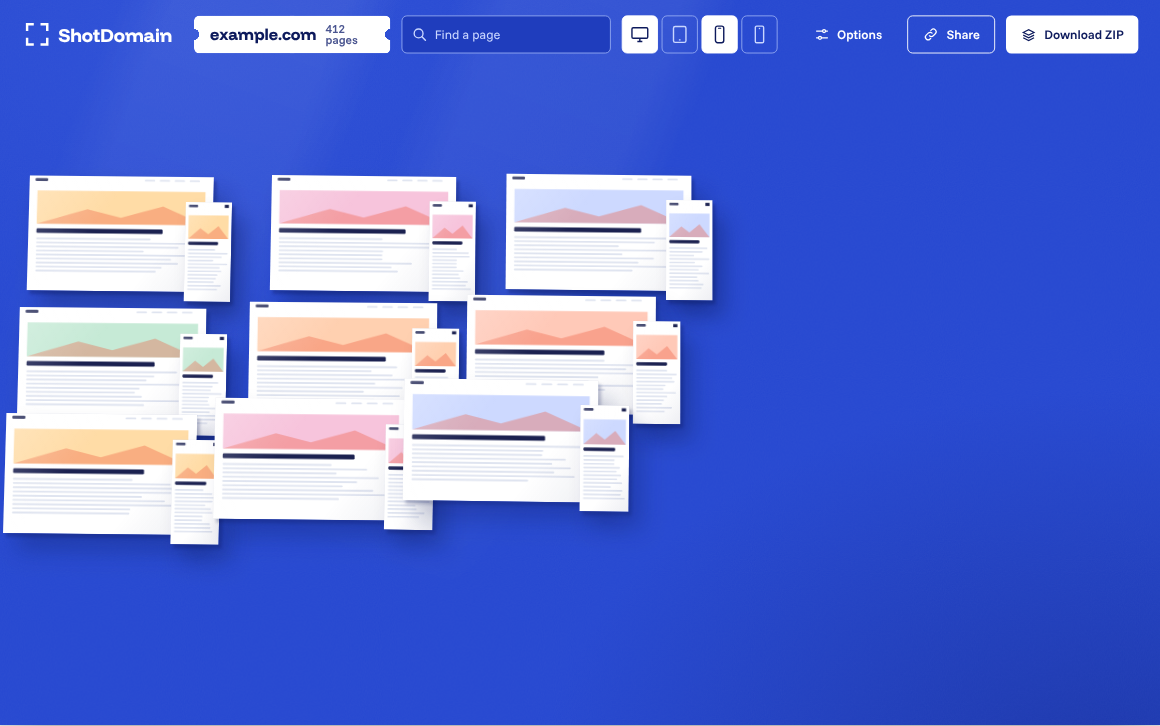 ShotDomain
example.com
412
pages
Find a page
Options
Share
Download ZIP